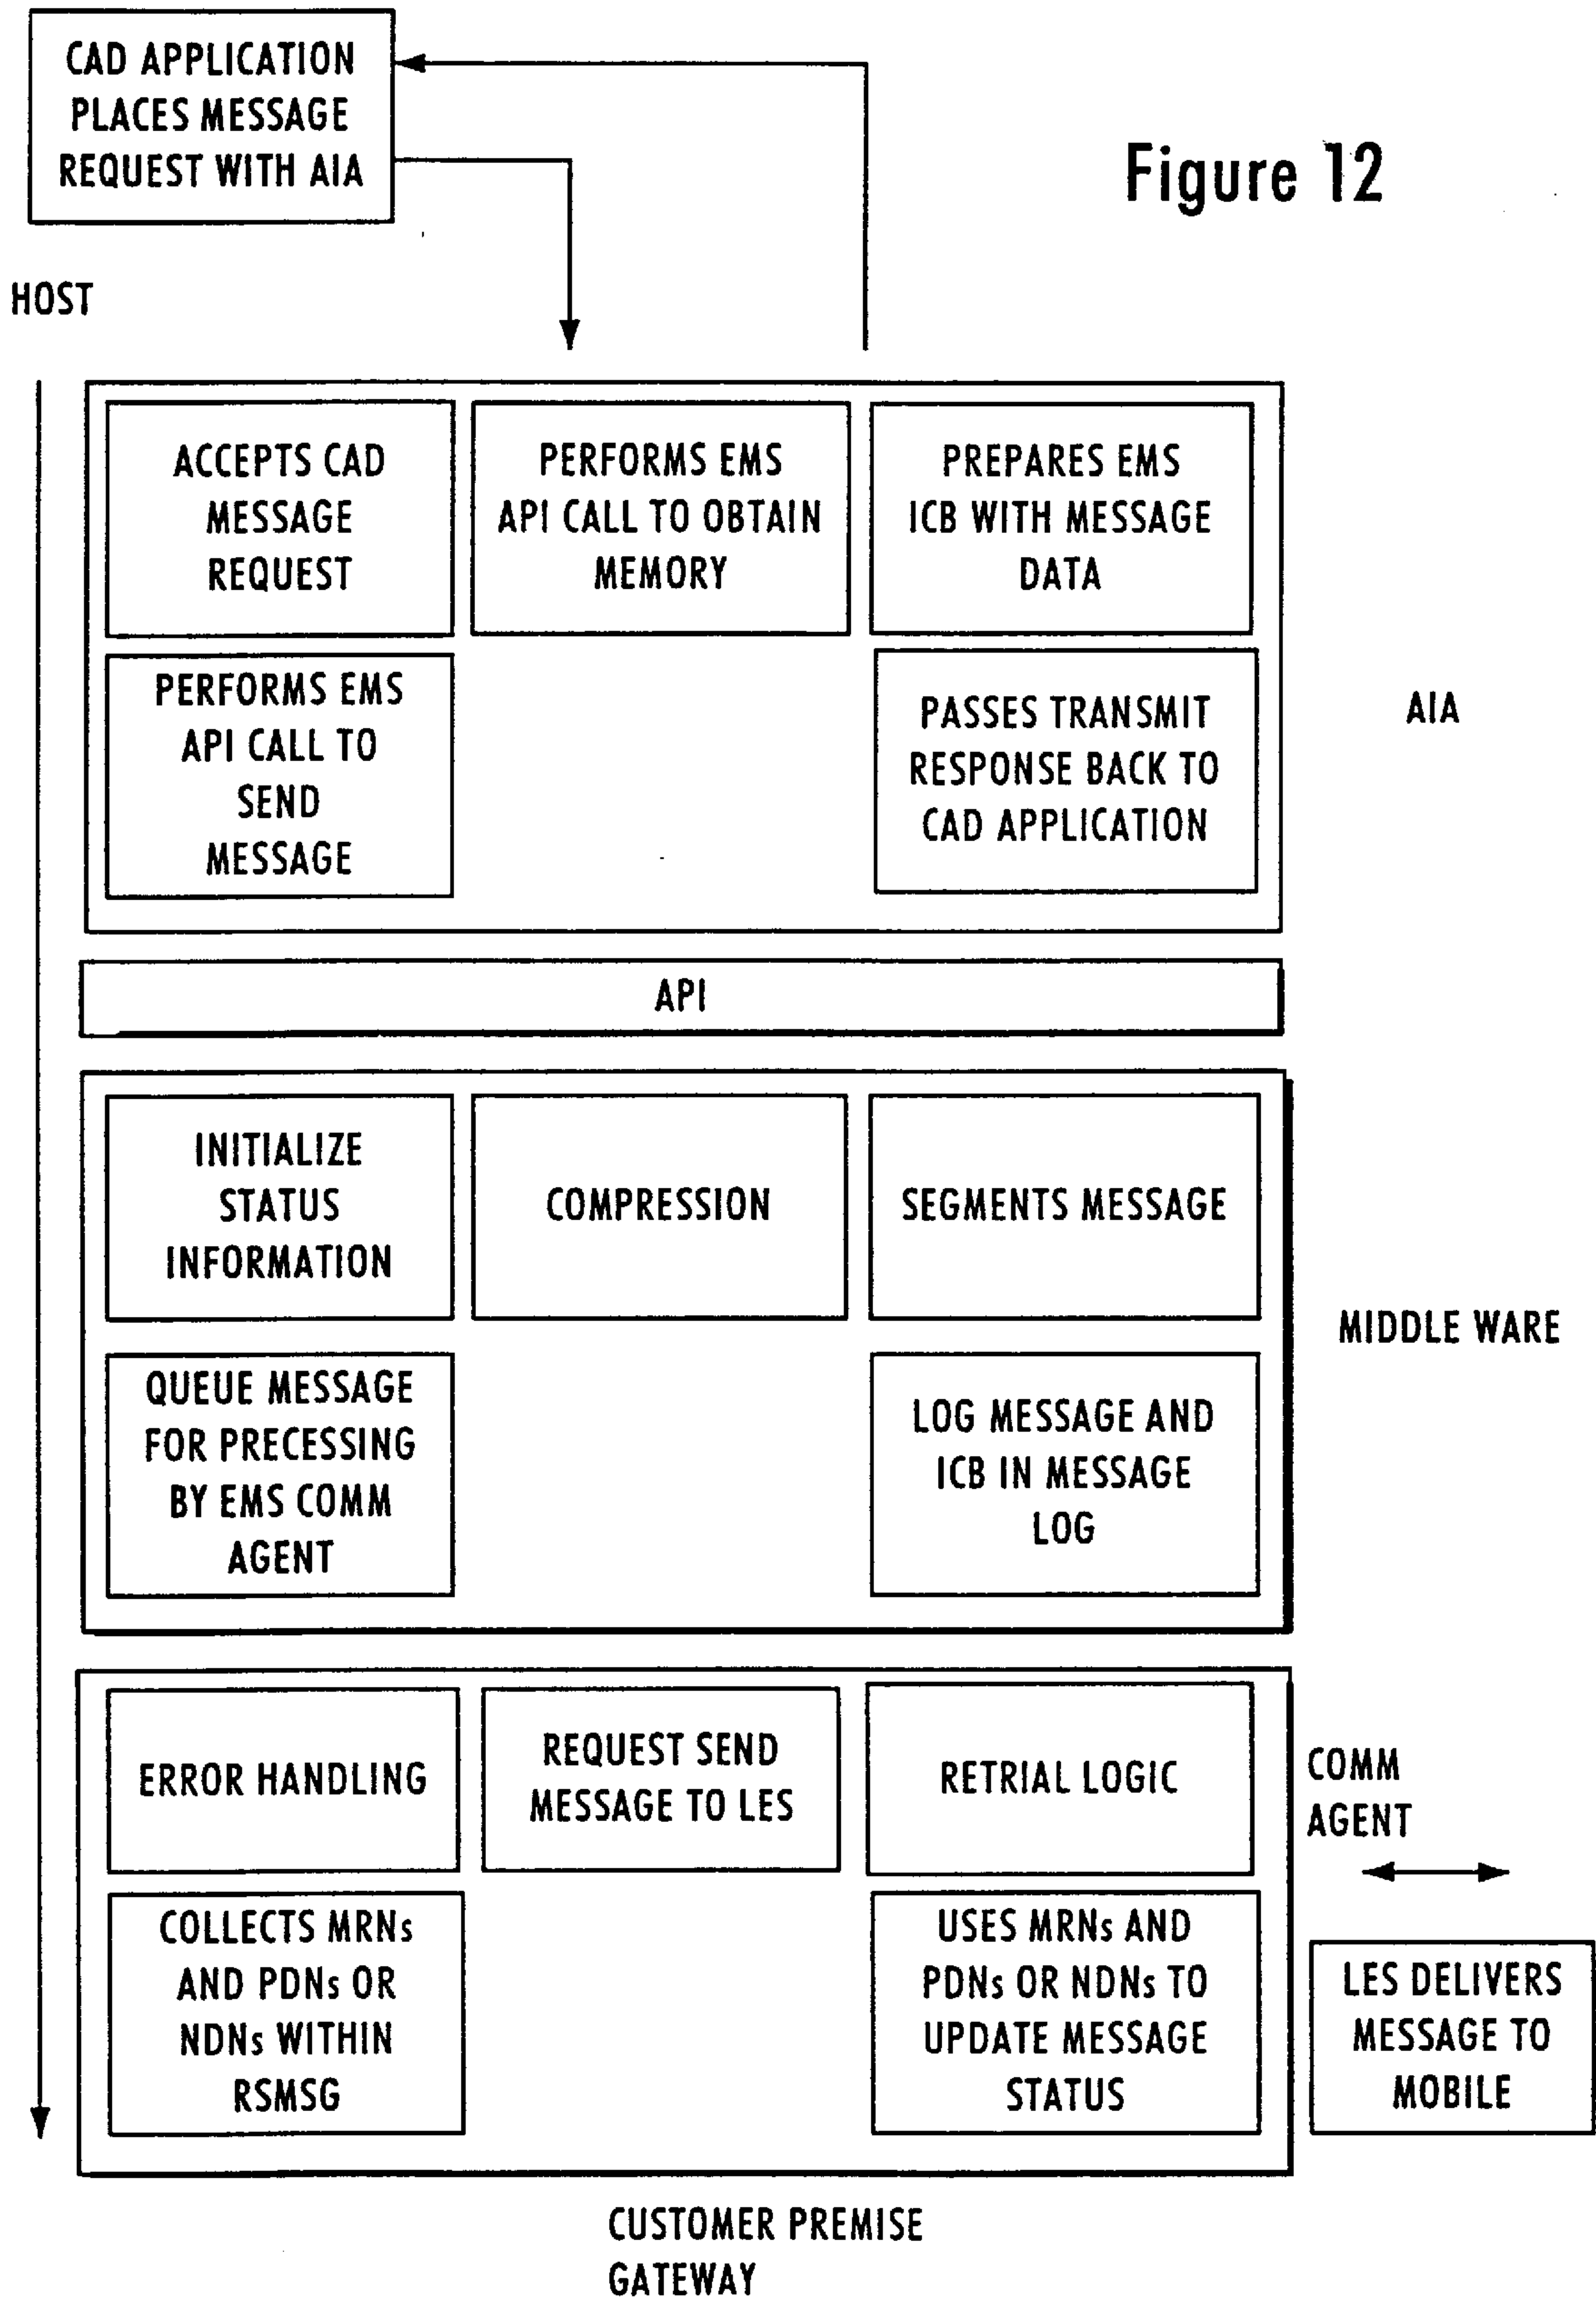 CAD APPLICATION
PLACES MESSAGE
REQUEST WITH AIA
Figure 12
HOST
ACCEPTS CAD
MESSAGE
REQUEST
PERFORMS EMS
API CALL TO OBTAIN
MEMORY
PREPARES EMS
ICB WITH MESSAGE
DATA
PERFORMS EMS
API CALL TO
SEND
MESSAGE
PASSES TRANSMIT
RESPONSE BACK TO
CAD APPLICATION
AIA
API
INITIALIZE
STATUS
INFORMATION
COMPRESSION
SEGMENTS MESSAGE
QUEUE MESSAGE
FOR PRECESSING
BY EMS COMM
AGENT
LOG MESSAGE AND
ICB IN MESSAGE
LOG
MIDDLE WARE
ERROR HANDLING
REQUEST SEND
MESSAGE TO LES
RETRIAL LOGIC
COMM
AGENT
COLLECTS MRNs
AND PDNs OR
NDNs WITHIN
RSMSG
USES MRNs AND
PDNs OR NDNs TO
UPDATE MESSAGE
STATUS
LES DELIVERS
MESSAGE TO
MOBILE
CUSTOMER PREMISE
GATEWAY